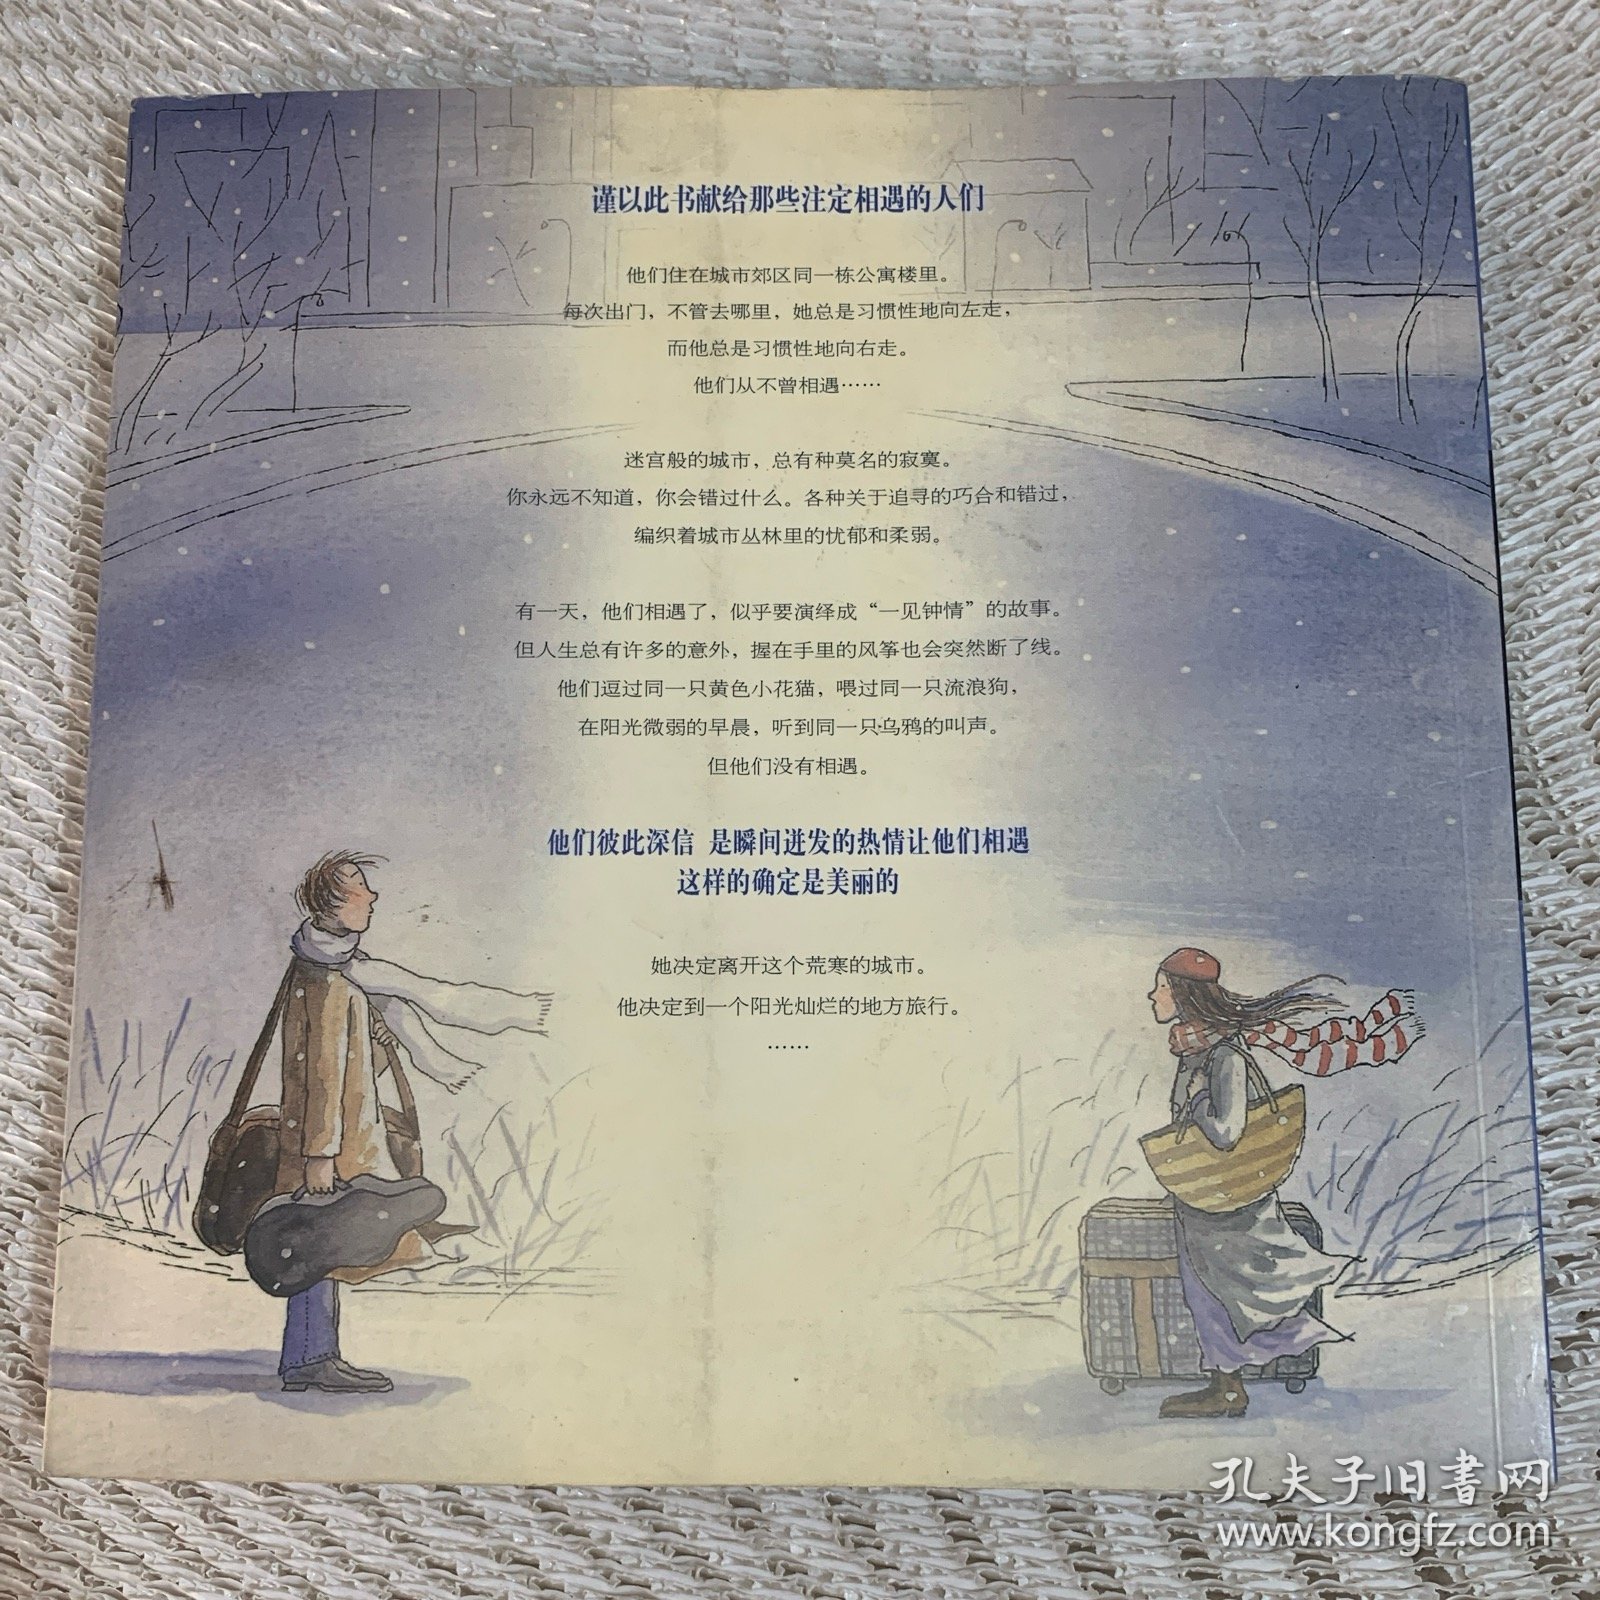 谨以此书献给那些注定相遇的人们
他们住在城市郊区同一栋公寓楼里。
每次出门，不管去哪里，她总是习惯性地向左走，
而他总是习惯性地向右走。
他们从不曾相遇……
迷宫般的城市，总有种莫名的寂寞。
你永远不知道，你会错过什么。各种关于追寻的巧合和错过，
编织着城市丛林里的忧郁和柔弱。
有一天，他们相遇了，似乎要演绎成“一见钟情”的故事。
但人生总有许多的意外，握在手里的风筝也会突然断了线。
他们逗过同一只黄色小花猫，喂过同一只流浪狗，
在阳光微弱的早晨，听到同一只乌鸦的叫声。
但他们没有相遇。
他们彼此深信 是瞬间迸发的热情让他们相遇
这样的确定是美丽的
她决定离开这个荒寒的城市。
他决定到一个阳光灿烂的地方旅行。
……
孔夫子旧書网
www.kongfz.com